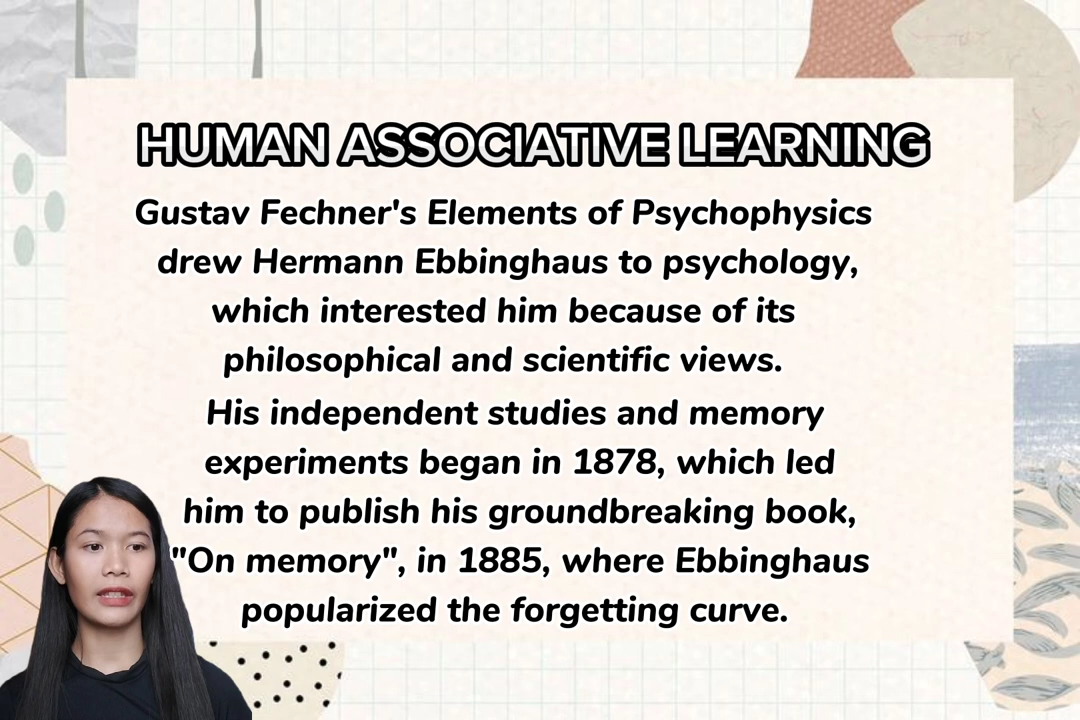 HUMAN ASSOCIATIVE LEARNING
Gustav Fechner's Elements of Psychophysics
drew Hermann Ebbinghaus to psychology,
which interested him because of its
philosophical and scientific views.
His independent studies and memory
experiments began in 1878, which led
him to publish his groundbreaking book,
"On memory", in 1885, where Ebbinghaus
popularized the forgetting curve.